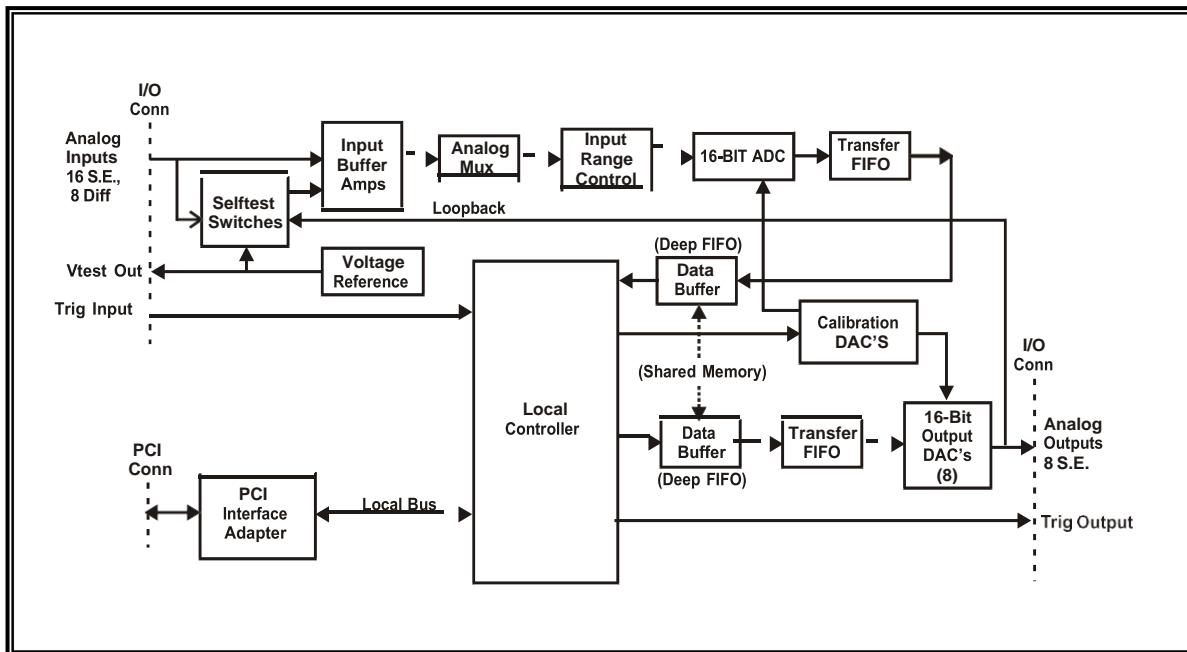 I/O
Conn
Analog
Inputs
16 S.E.,
8 Diff
Input
Buffer
Amps
Analog
Mux
Input
Range
Control
16-BIT ADC
Transfer
FIFO
Selftest
Switches
Loopback
Vtest Out
Voltage
Reference
(Deep FIFO)
Data
Buffer
Trig Input
Calibration
DAC'S
I/O
Conn
(Shared Memory)
Local
Controller
Data
Buffer
(Deep FIFO)
Transfer
FIFO
16-Bit
Output
DAC's
(8)
Analog
Outputs
8 S.E.
PCI
Conn
PCI
Interface
Adapter
Local Bus
Trig Output